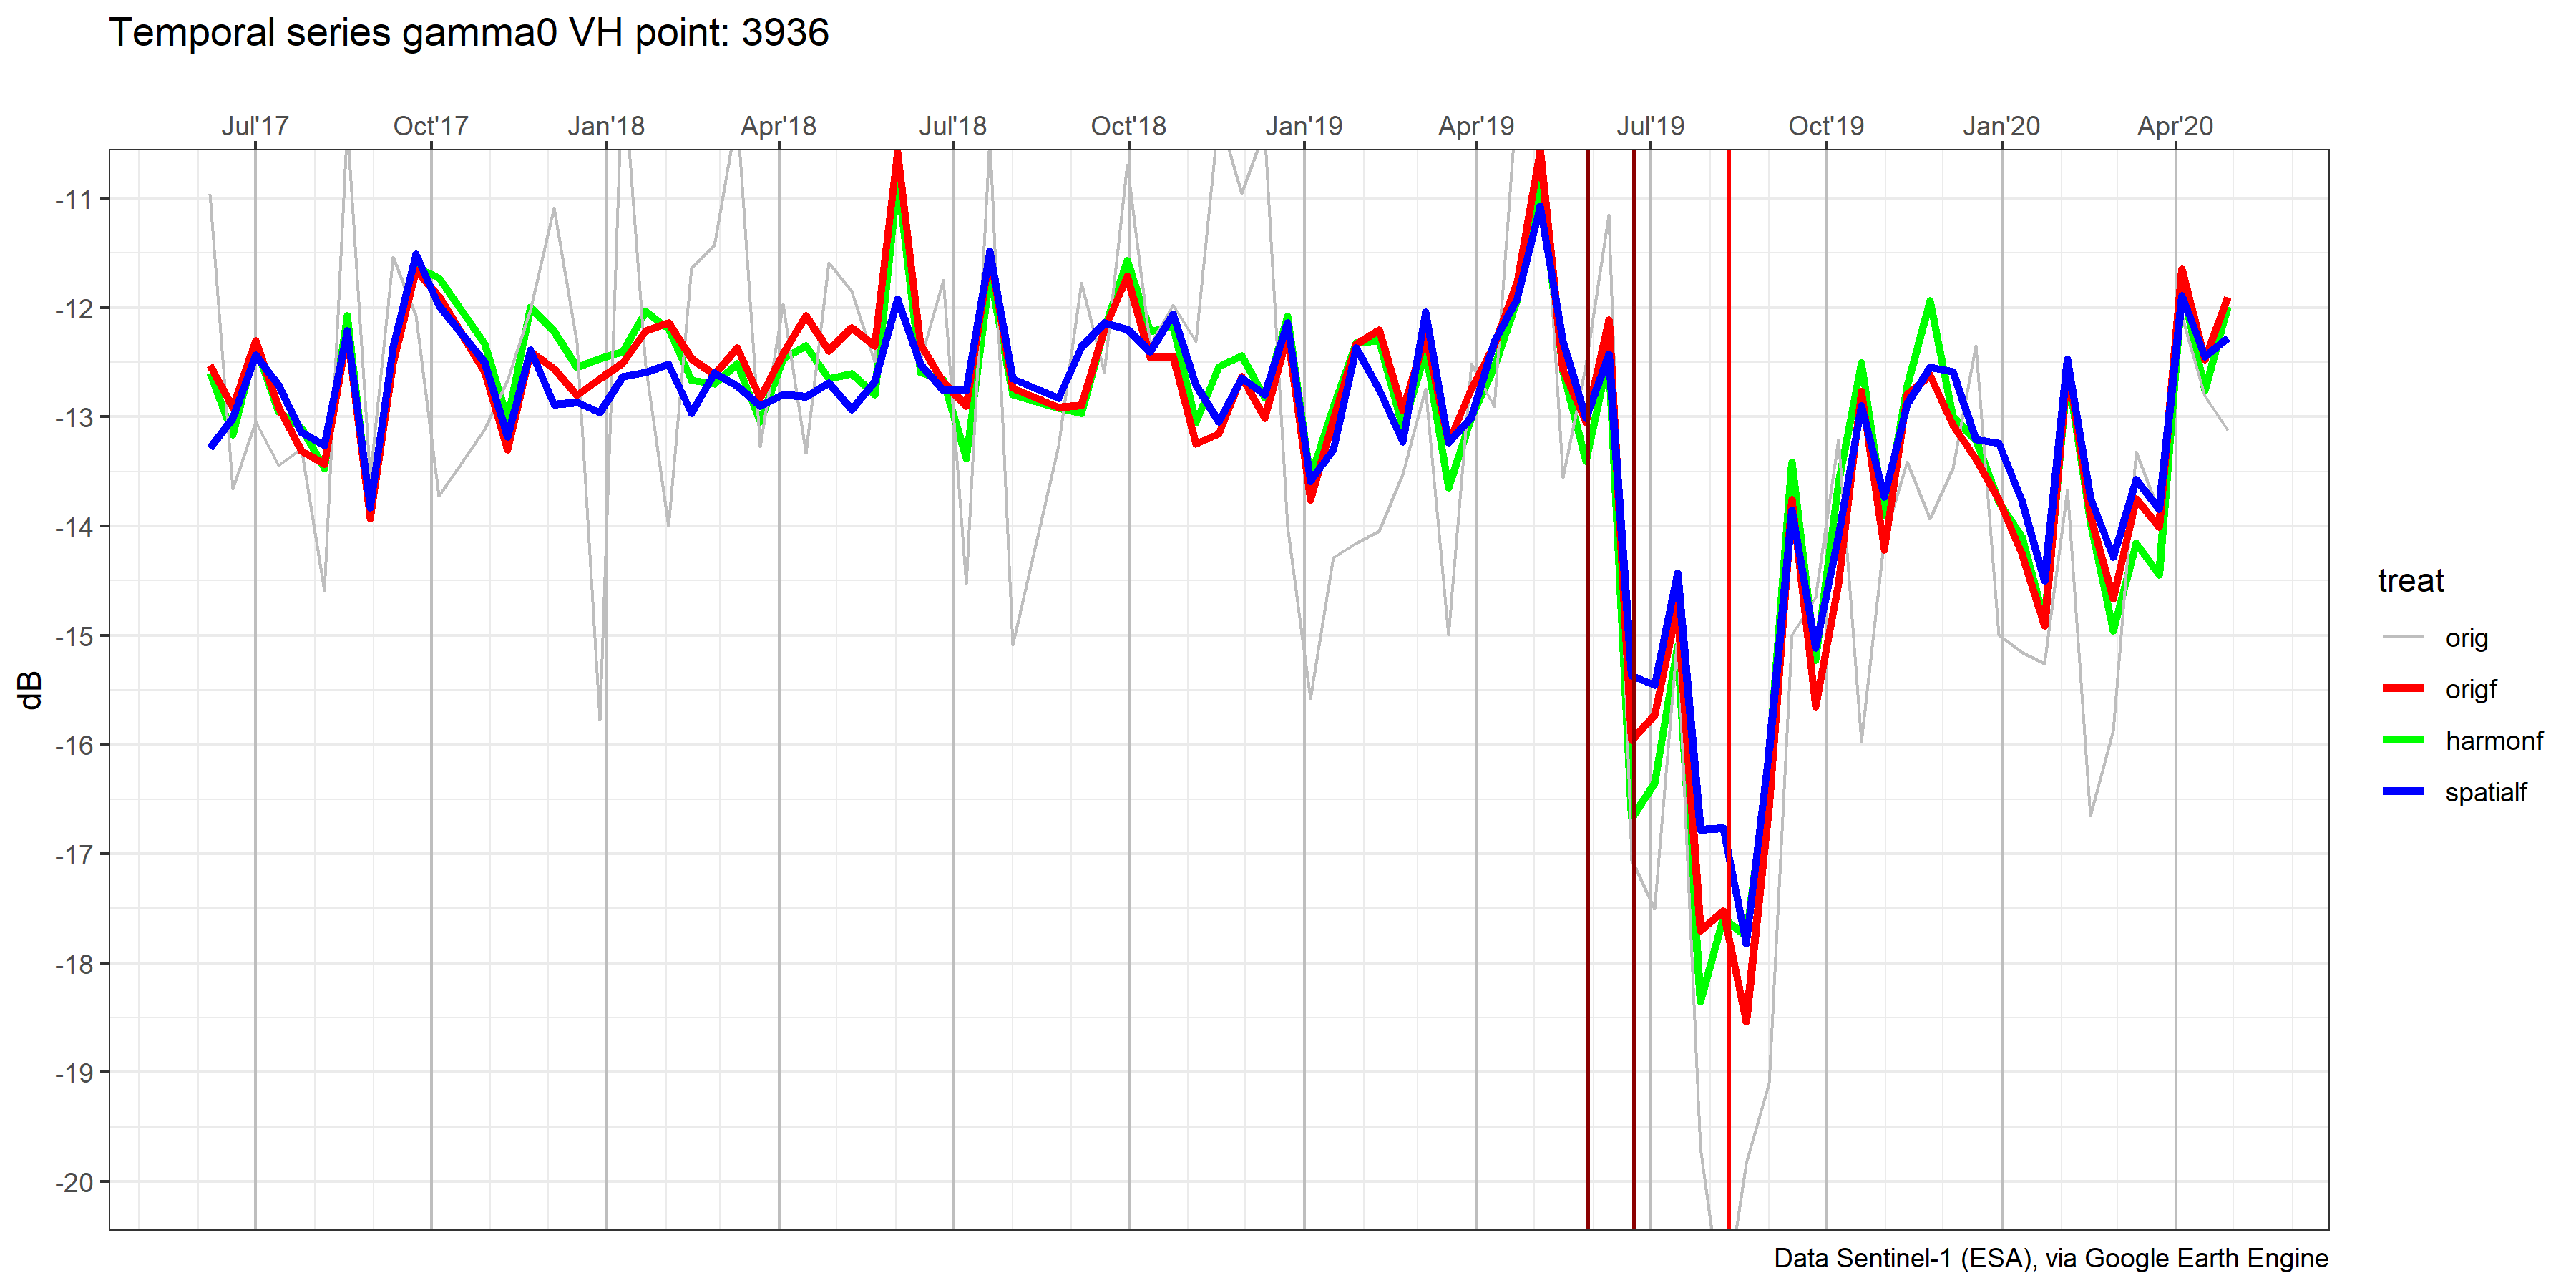 Temporal series gamma0 VH point: 3936
Jul'17 Oct'17 Jan'18 Apr'18 Jul'18 Oct'18 Jan'19 Apr'19 Jul'19 Oct'19 Jan'20 Apr'20
-11
-12
-13
-14
-15
-16
-17
-18
-19
-20
dB
treat
orig
origf
harmonf
spatialf
Data Sentinel-1 (ESA), via Google Earth Engine